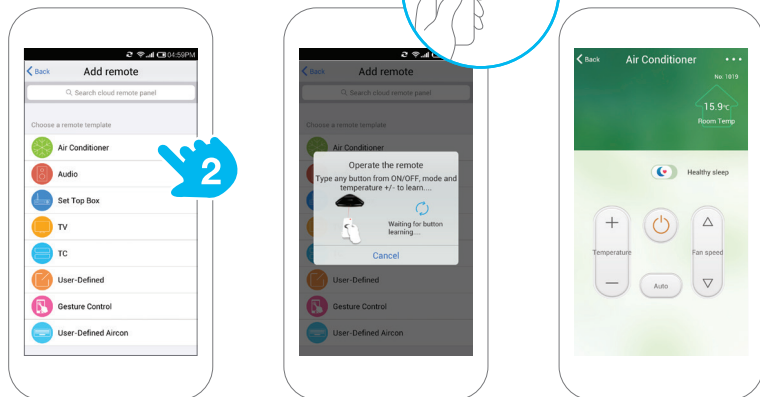 04:59PM
Back Add remote
Search cloud remote panel
Choose a remote template
Air Conditioner
Audio
Set Top Box
TV
TC
User-Defined
Gesture Control
User-Defined Aircon
2
Back Add remote
Search cloud remote panel
Choose a remote template
Air Conditioner
Operate the remote
Type any button from ON/OFF, mode and
temperature +/- to learn....
Waiting for button
learning....
Cancel
User-Defined
Gesture Control
User-Defined Aircon
Back Air Conditioner
No. 1619
15.9℃
Room Temp
Healthy sleep
Temperature
Fan speed
Auto